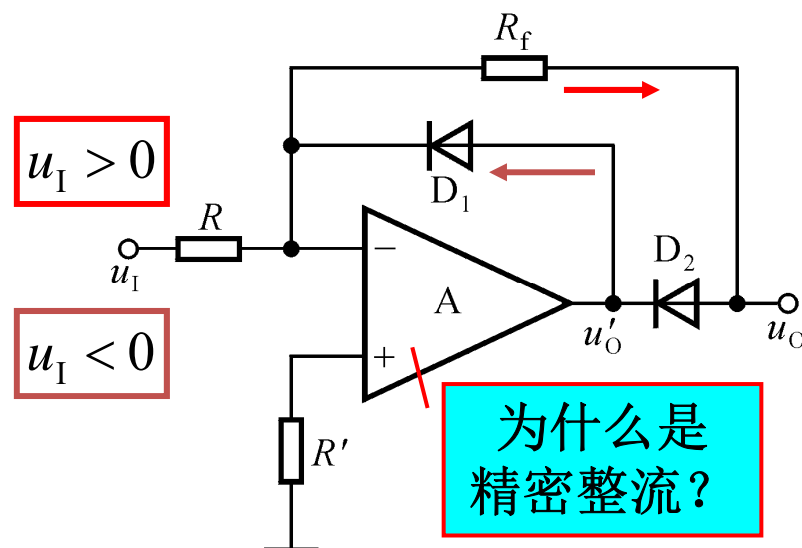 R_f
u_I > 0
D_1
R
−
D_2
u_I
A
u'_O
u_O
u_I < 0
+
R'
为什么是
精密整流?